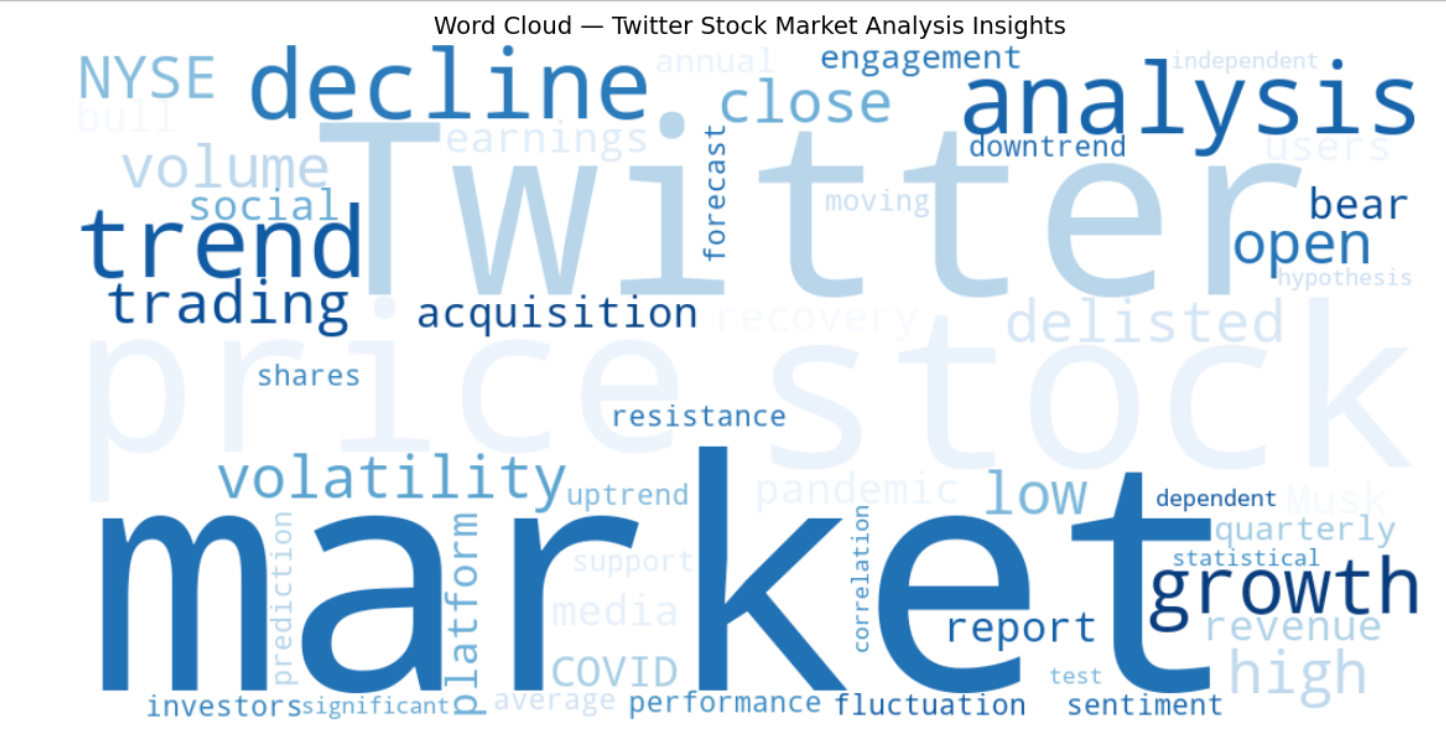 Word Cloud — Twitter Stock Market Analysis Insights
NYSE
decline
annual
engagement
independent
bull
close
analysis
Twitter
earnings
downtrend
users
volume
forecast
social
moving
bear
trend
open
hypothesis
trading
acquisition
recovery
delisted
price
stock
shares
resistance
market
volatility
uptrend
pandemic
low
dependent
Musk
prediction
platform
correlation
quarterly
support
statistical
growth
media
report
revenue
COVID
test
high
investors
significant
average
performance
fluctuation
sentiment